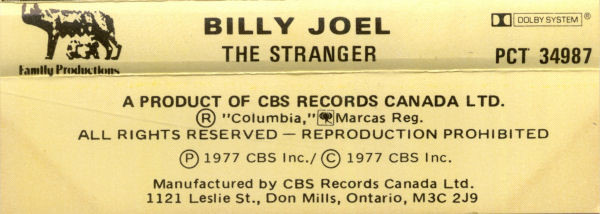 BILLY JOEL
DOLBY SYSTEM ®
THE STRANGER
PCT 34987
Family Productions
A PRODUCT OF CBS RECORDS CANADA LTD.
Ⓡ "Columbia," Marcas Reg.
ALL RIGHTS RESERVED — REPRODUCTION PROHIBITED
Ⓟ 1977 CBS Inc./ Ⓒ 1977 CBS Inc.
Manufactured by CBS Records Canada Ltd.
1121 Leslie St., Don Mills, Ontario, M3C 2J9